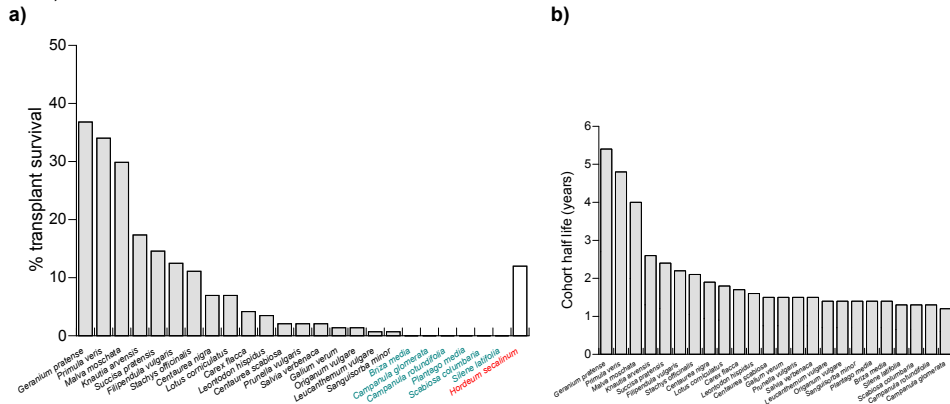 a)
b)
% transplant survival
50
40
30
20
10
0
Geranium pratense
Primula veris
Malva moschata
Knautia arvensis
Succisa pratensis
Filipendula vulgaris
Stachys officinalis
Centaurea nigra
Lotus corniculatus
Carex flacca
Leontodon hispidus
Centaurea scabiosa
Prunella vulgaris
Salvia verbenaca
Galium verum
Origanum vulgare
Leucanthemum vulgare
Sanguisorba minor
Briza media
Campanula glomerata
Campanula rotundifolia
Plantago media
Scabiosa columbaria
Silene latifolia
Hordeum secalinum
Cohort half life (years)
6
5
4
3
2
1
0
Geranium pratense
Primula veris
Malva moschata
Knautia arvensis
Succisa pratensis
Filipendula vulgaris
Stachys officinalis
Centaurea nigra
Lotus corniculatus
Carex flacca
Leontodon hispidus
Centaurea scabiosa
Galium verum
Prunella vulgaris
Salvia verbenaca
Leucanthemum vulgare
Origanum vulgare
Sanguisorba minor
Plantago media
Briza media
Silene latifolia
Scabiosa columbaria
Campanula rotundifolia
Campanula glomerata